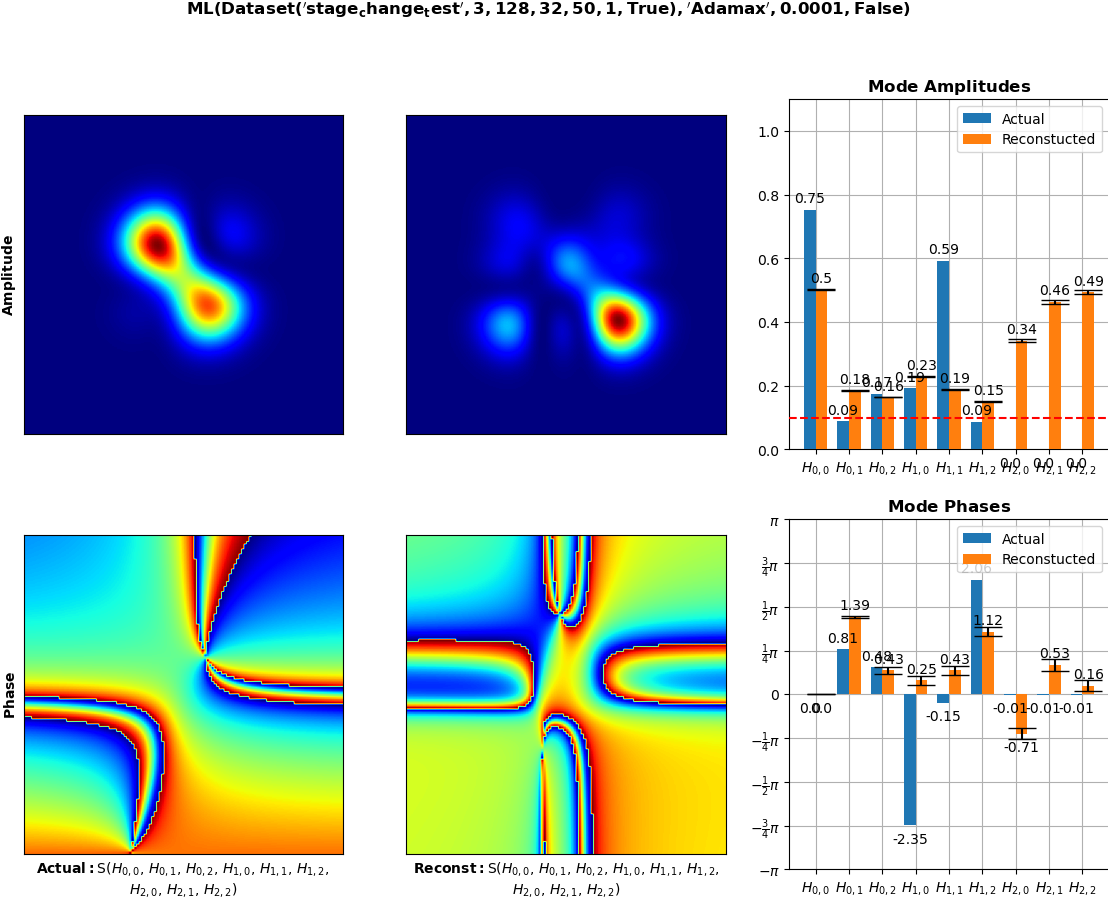 ML(Dataset('stage_change_test', 3, 128, 32, 50, 1, True), 'Adamax', 0.0001, False)
Amplitude
Mode Amplitudes
Actual
Reconstucted
1.0
0.8
0.6
0.4
0.2
0.0
0.75
0.5
0.09
0.18
0.17
0.16
0.19
0.23
0.59
0.19
0.09
0.15
0.0
0.34
0.0
0.46
0.0
0.49
H0,0 H0,1 H0,2 H1,0 H1,1 H1,2 H2,0 H2,1 H2,2
Phase
Mode Phases
Actual
Reconstucted
π
3/4π
1/2π
1/4π
0
−1/4π
−1/2π
−3/4π
−π
0.0
0.0
0.81
1.39
0.48
0.43
-2.35
0.25
-0.15
0.43
2.06
1.12
-0.01
-0.71
-0.01
0.53
-0.01
0.16
H0,0 H0,1 H0,2 H1,0 H1,1 H1,2 H2,0 H2,1 H2,2
Actual: S(H0,0, H0,1, H0,2, H1,0, H1,1, H1,2,
H2,0, H2,1, H2,2)
Reconst: S(H0,0, H0,1, H0,2, H1,0, H1,1, H1,2,
H2,0, H2,1, H2,2)